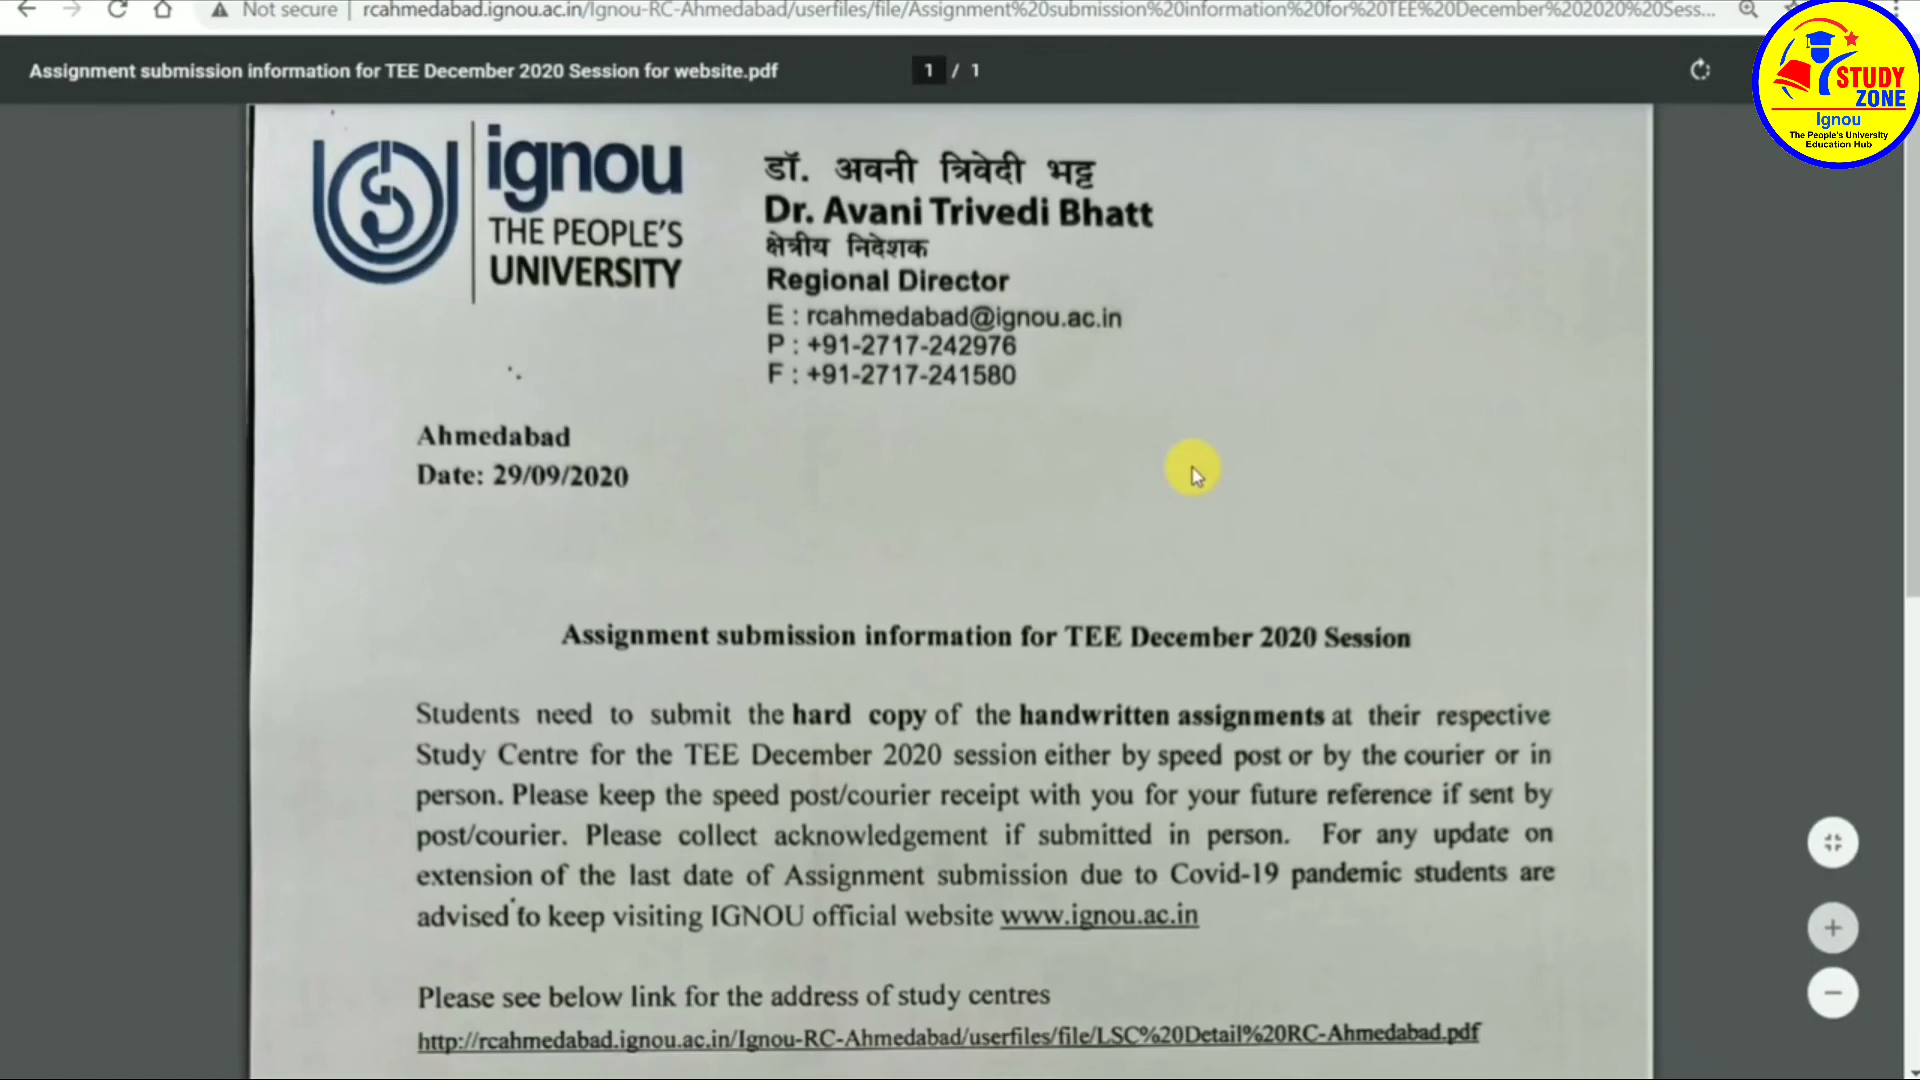 Not secure | rcahmedabad.ignou.ac.in/Ignou-RC-Ahmedabad/userfiles/file/Assignment%20submission%20information%20for%20TEE%20December%202020%20Sess...
Assignment submission information for TEE December 2020 Session for website.pdf
1 / 1
STUDY
ZONE
Ignou
The People's University
Education Hub
ignou
THE PEOPLE'S
UNIVERSITY
डॉ. अवनी त्रिवेदी भट्ट
Dr. Avani Trivedi Bhatt
क्षेत्रीय निदेशक
Regional Director
E : rcahmedabad@ignou.ac.in
P : +91-2717-242976
F : +91-2717-241580
Ahmedabad
Date: 29/09/2020
Assignment submission information for TEE December 2020 Session
Students need to submit the hard copy of the handwritten assignments at their respective
Study Centre for the TEE December 2020 session either by speed post or by the courier or in
person. Please keep the speed post/courier receipt with you for your future reference if sent by
post/courier. Please collect acknowledgement if submitted in person. For any update on
extension of the last date of Assignment submission due to Covid-19 pandemic students are
advised to keep visiting IGNOU official website www.ignou.ac.in
Please see below link for the address of study centres
http://rcahmedabad.ignou.ac.in/Ignou-RC-Ahmedabad/userfiles/file/LSC%20Detail%20RC-Ahmedabad.pdf